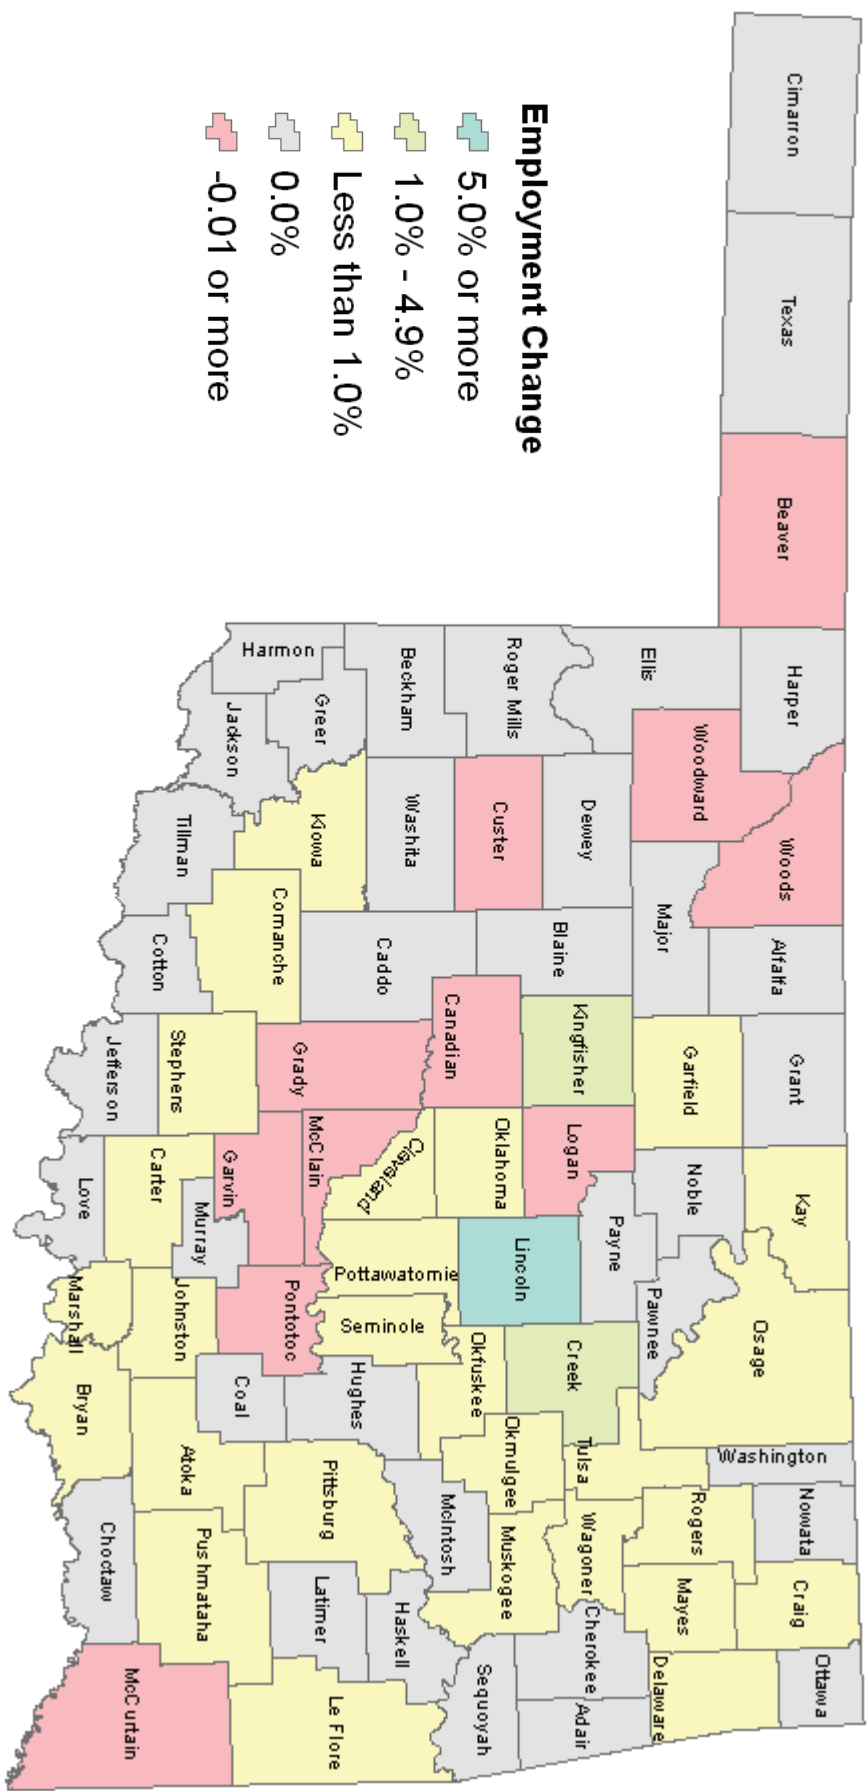 Cimarron
Texas
Beaver
Harper
Woods
Alfalfa
Grant
Kay
Osage
Washington
Nowata
Craig
Ottawa
Ellis
Woodward
Major
Garfield
Noble
Pawnee
Rogers
Mayes
Delaware
Roger Mills
Dewey
Blaine
Kingfisher
Logan
Payne
Creek
Tulsa
Wagoner
Cherokee
Adair
Employment Change
5.0% or more
1.0% - 4.9%
Less than 1.0%
0.0%
-0.01 or more
Beckham
Custer
Washita
Caddo
Canadian
Oklahoma
Lincoln
Okfuskee
Okmulgee
Muskogee
McIntosh
Sequoyah
Harmon
Greer
Kiowa
Comanche
Grady
McClain
Cleveland
Pottawatomie
Seminole
Hughes
Pittsburg
Haskell
Latimer
Le Flore
Jackson
Tillman
Cotton
Stephens
Garvin
Murray
Pontotoc
Coal
Johnston
Atoka
Pushmataha
McCurtain
Jefferson
Carter
Love
Marshall
Bryan
Choctaw